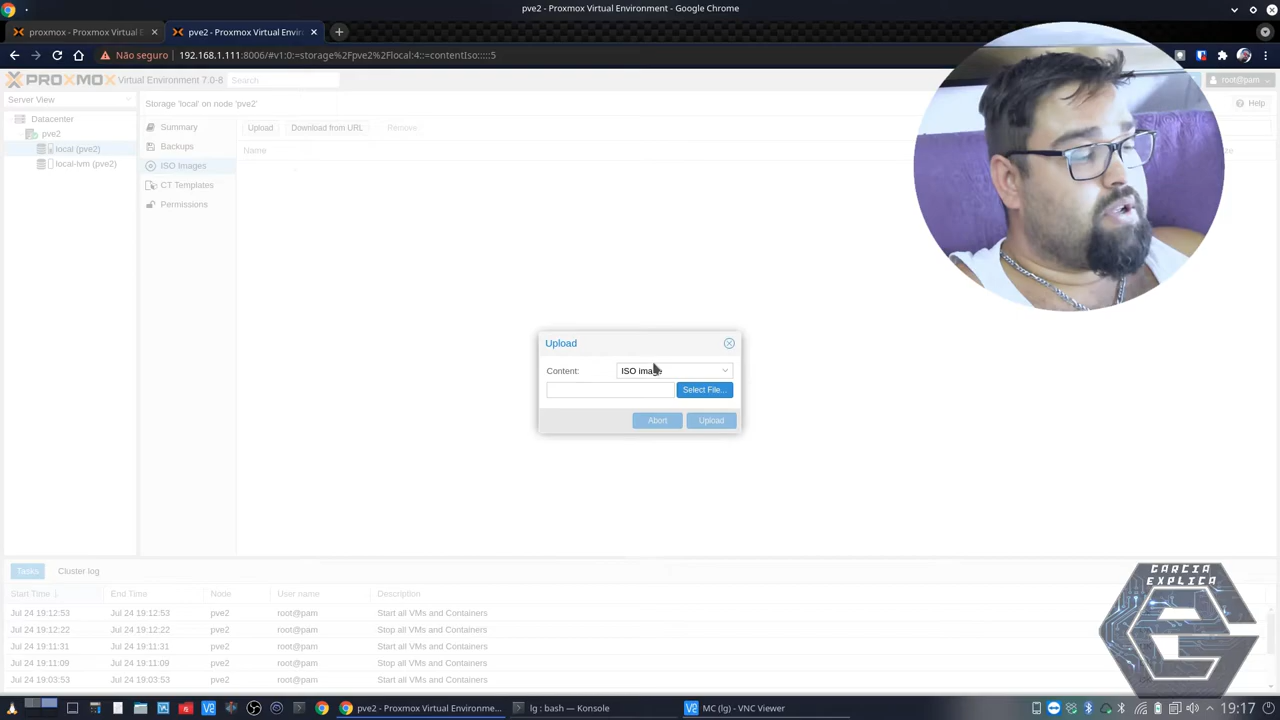 pve2 - Proxmox Virtual Environment - Google Chrome
proxmox - Proxmox Virtual E
pve2 - Proxmox Virtual Envir
Não seguro
192.168.1.111:8006/#v1:0:=storage%2Fpve2%2Flocal:4::=contentIso:::::5
PROXMOX Virtual Environment 7.0-8
Search
root@pam
Server View
Storage 'local' on node 'pve2'
Help
Datacenter
pve2
local (pve2)
local-lvm (pve2)
Summary
Backups
ISO Images
CT Templates
Permissions
Upload
Download from URL
Remove
Name
Upload
Content:
ISO image
Select File...
Abort
Upload
Tasks
Cluster log
Start Time End Time Node User name Description
Jul 24 19:12:53 Jul 24 19:12:53 pve2 root@pam Start all VMs and Containers
Jul 24 19:12:22 Jul 24 19:12:22 pve2 root@pam Stop all VMs and Containers
Jul 24 19:11:31 Jul 24 19:11:31 pve2 root@pam Start all VMs and Containers
Jul 24 19:11:09 Jul 24 19:11:09 pve2 root@pam Stop all VMs and Containers
Jul 24 19:03:53 Jul 24 19:03:53 pve2 root@pam Start all VMs and Containers
GARCIA
EXPLICA
pve2 - Proxmox Virtual Environme...
lg : bash — Konsole
MC (lg) - VNC Viewer
19:17